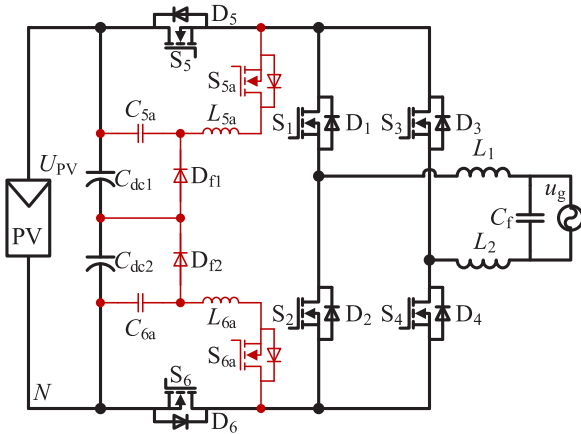 D5
S5
S5a
C5a
L5a
S1
D1
S3
D3
UPV
Cdc1
Df1
L1
ug
PV
Cf
Cdc2
Df2
L2
C6a
L6a
S2
D2
S4
D4
S6a
S6
N
D6